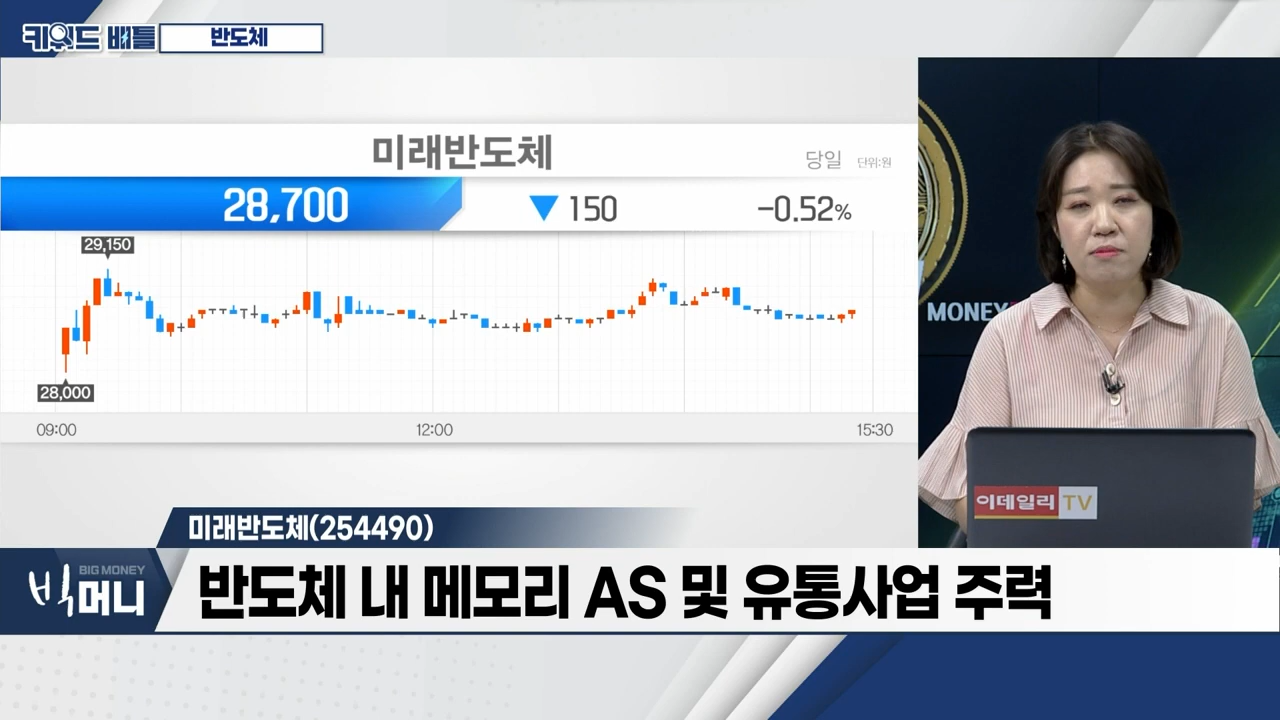 키워드 배틀
반도체
미래반도체
당일 단위:원
28,700 ▼ 150 -0.52%
29,150
28,000
09:00 12:00 15:30
MONEY
이데일리 TV
미래반도체(254490)
BIG MONEY
빅머니
반도체 내 메모리 AS 및 유통사업 주력